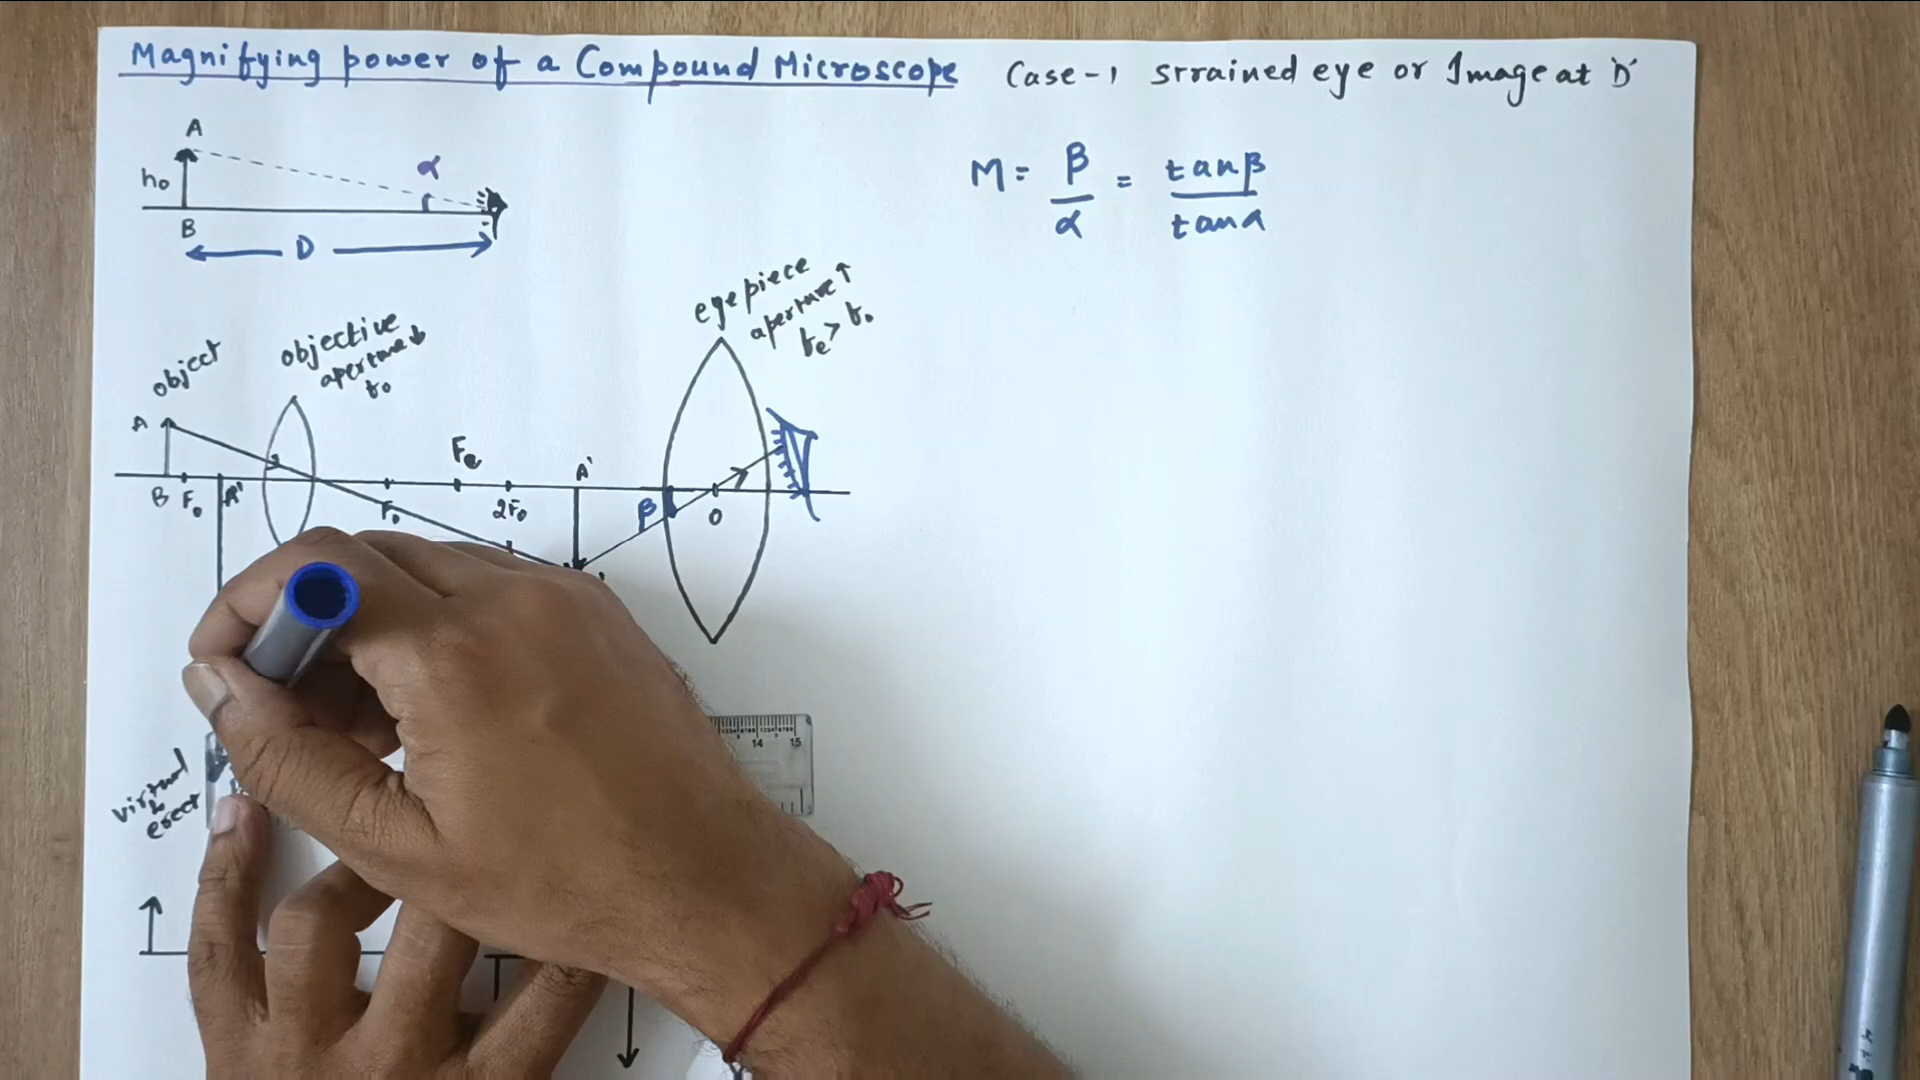 Magnifying power of a Compound Microscope Case-1 strained eye or Image at 'D'
A
α
ho
B
D
M = β/α = tanβ/tanα
eyepiece
aperture↑
fe > fo
object
objective
aperture↓
fo
A
Fe
A'
B Fo A'' Fo 2Fo β O
virtual
&
erect
14 15